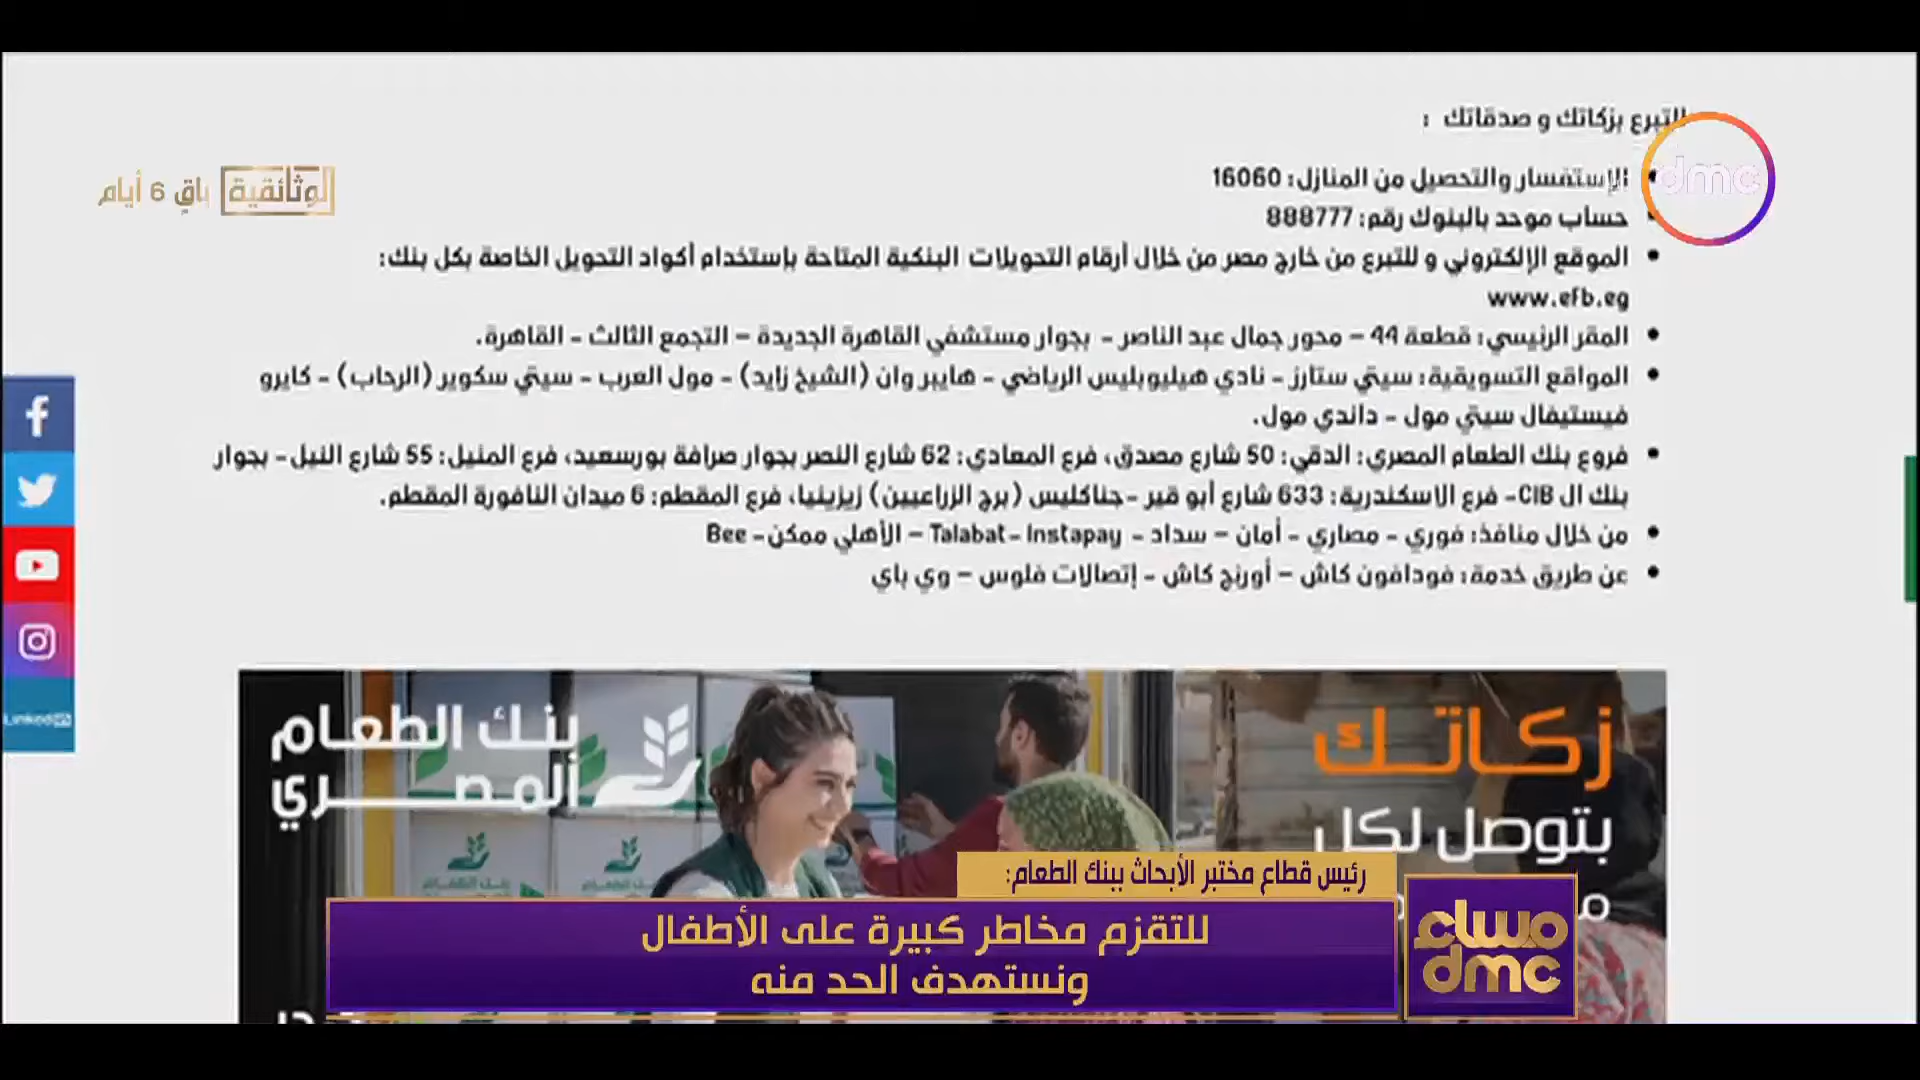 للتبرع بزكاتك و صدقاتك :
dmc
الوثائقية باقٍ 6 أيام
• الإستفسار والتحصيل من المنازل: 16060
• حساب موحد بالبنوك رقم: 888777
• الموقع الإلكتروني و للتبرع من خارج مصر من خلال أرقام التحويلات البنكية المتاحة بإستخدام أكواد التحويل الخاصة بكل بنك:
www.efb.eg
• المقر الرئيسي: قطعة 44 – محور جمال عبد الناصر – بجوار مستشفي القاهرة الجديدة – التجمع الثالث – القاهرة.
• المواقع التسويقية: سيتي ستارز – نادي هيليوبليس الرياضي – هايبر وان (الشيخ زايد) – مول العرب – سيتي سكوير (الرحاب) – كايرو
فيستيفال سيتي مول – داندي مول.
• فروع بنك الطعام المصري: الدقي: 50 شارع مصدق، فرع المعادي: 62 شارع النصر بجوار صرافة بورسعيد، فرع المنيل: 55 شارع النيل– بجوار
بنك ال CIB– فرع الاسكندرية: 633 شارع أبو قير –جناكليس (برج الزراعيين) زيزينيا، فرع المقطم: 6 ميدان النافورة المقطم.
• من خلال منافذ: فوري – مصاري – أمان – سداد – Talabat– Instapay – الأهلي ممكن– Bee
• عن طريق خدمة: فودافون كاش – أورنج كاش – إتصالات فلوس – وي باي
LinkedIn
زكاتك
بتوصل لكل
بنك الطعام
المصري
رئيس قطاع مختبر الأبحاث ببنك الطعام:
للتقزم مخاطر كبيرة على الأطفال
ونستهدف الحد منه
مساء
dmc